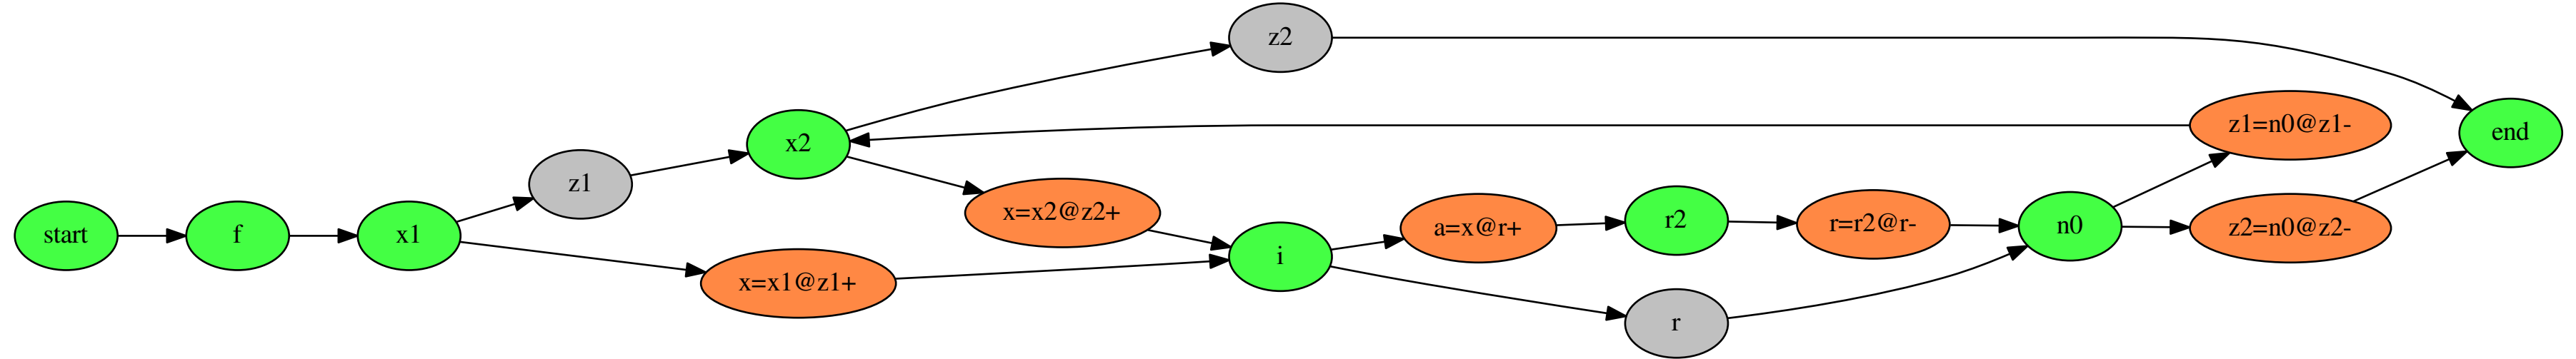 start
f
x1
z1
x=x1@z1+
x2
z2
x=x2@z2+
i
a=x@r+
r2
r
r=r2@r-
n0
z1=n0@z1-
z2=n0@z2-
end